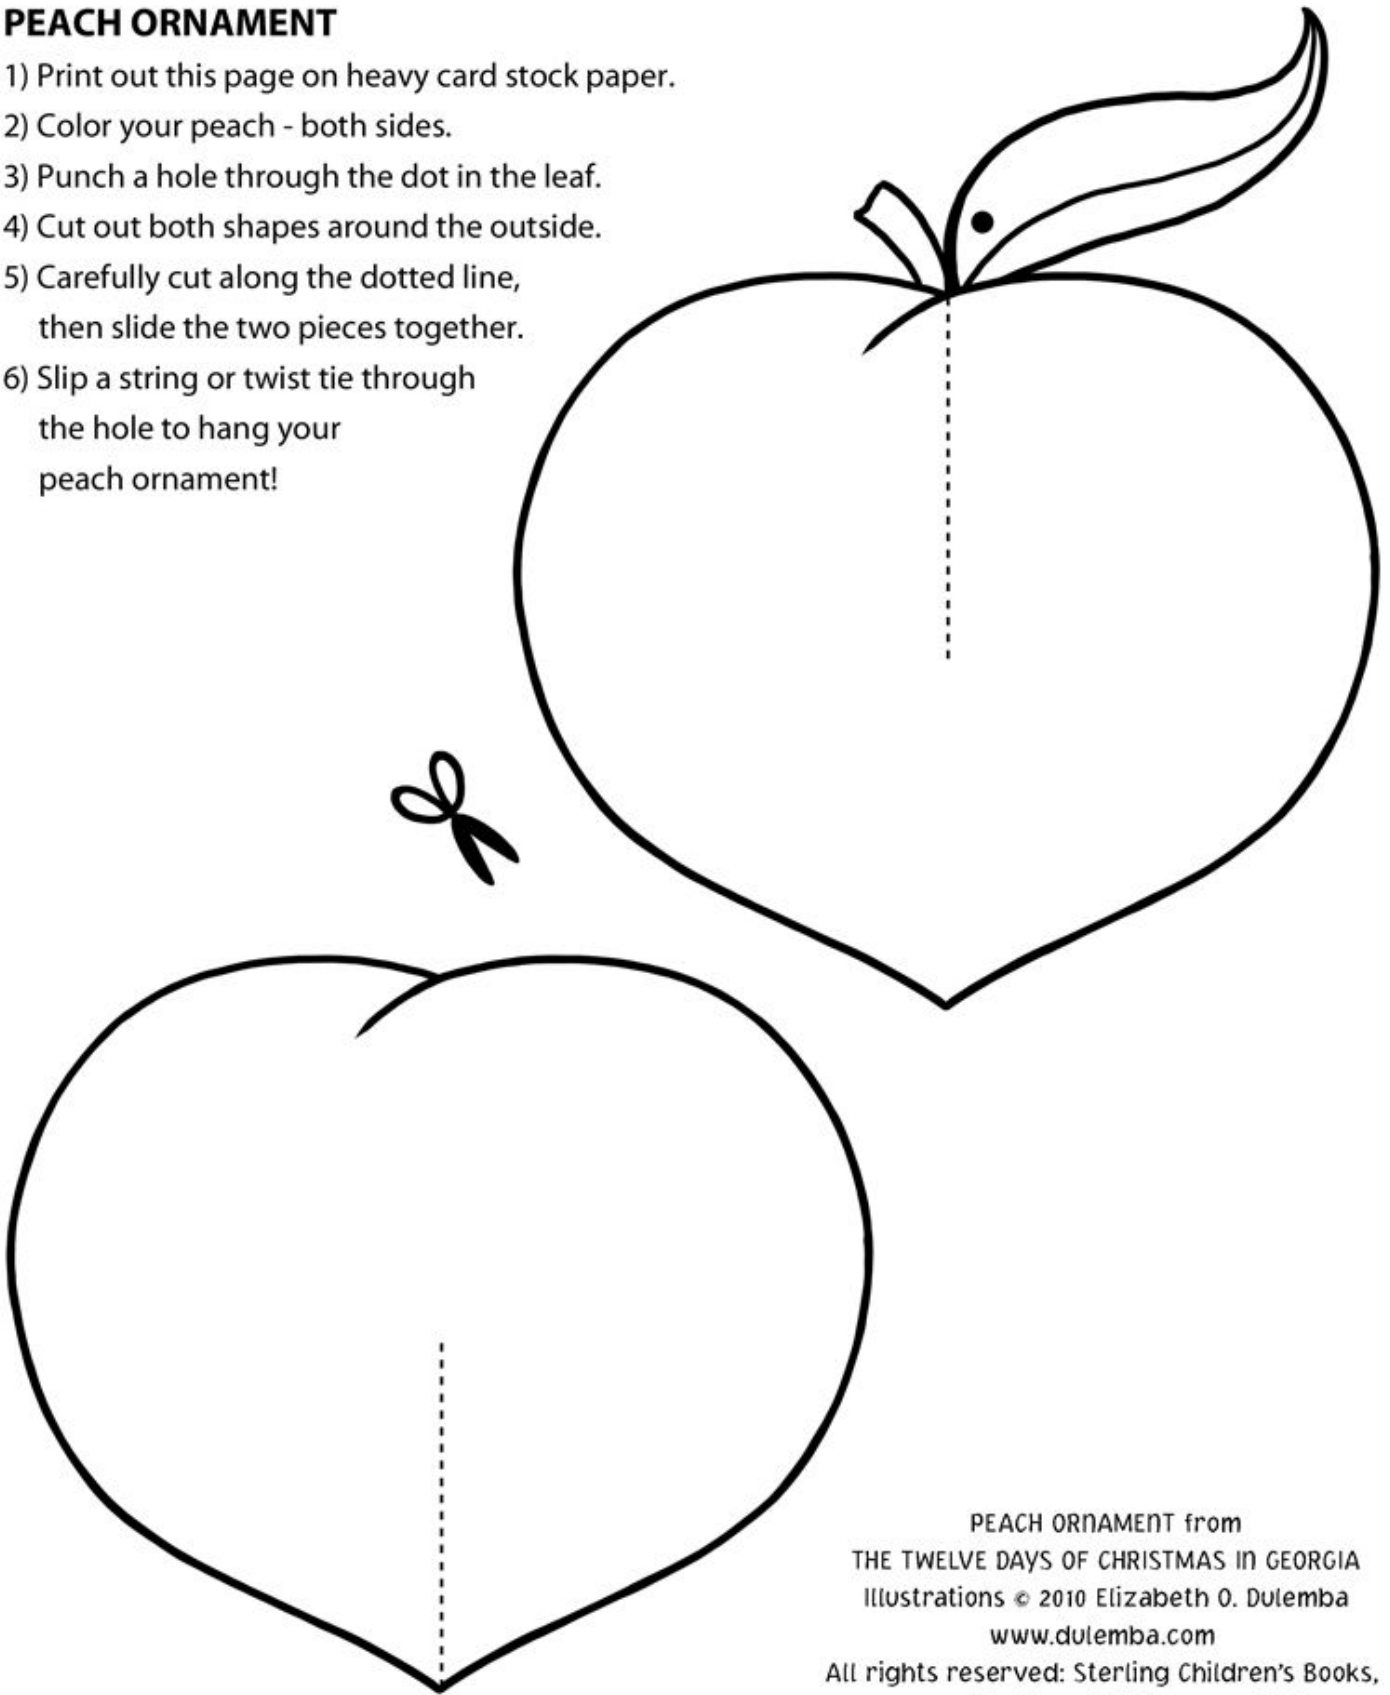 PEACH ORNAMENT
1) Print out this page on heavy card stock paper.
2) Color your peach - both sides.
3) Punch a hole through the dot in the leaf.
4) Cut out both shapes around the outside.
5) Carefully cut along the dotted line,
then slide the two pieces together.
6) Slip a string or twist tie through
the hole to hang your
peach ornament!
PEACH ORNAMENT from
THE TWELVE DAYS OF CHRISTMAS IN GEORGIA
Illustrations © 2010 Elizabeth O. Dulemba
www.dulemba.com
All rights reserved: Sterling Children's Books,